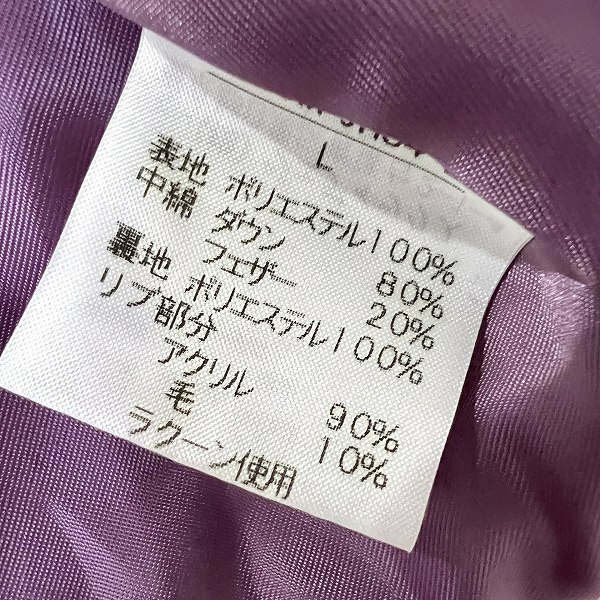 L
表地 ポリエステル100%
中綿 ダウン 80%
フェザー 20%
裏地 ポリエステル100%
リブ部分
アクリル 90%
毛 10%
ラクーン使用